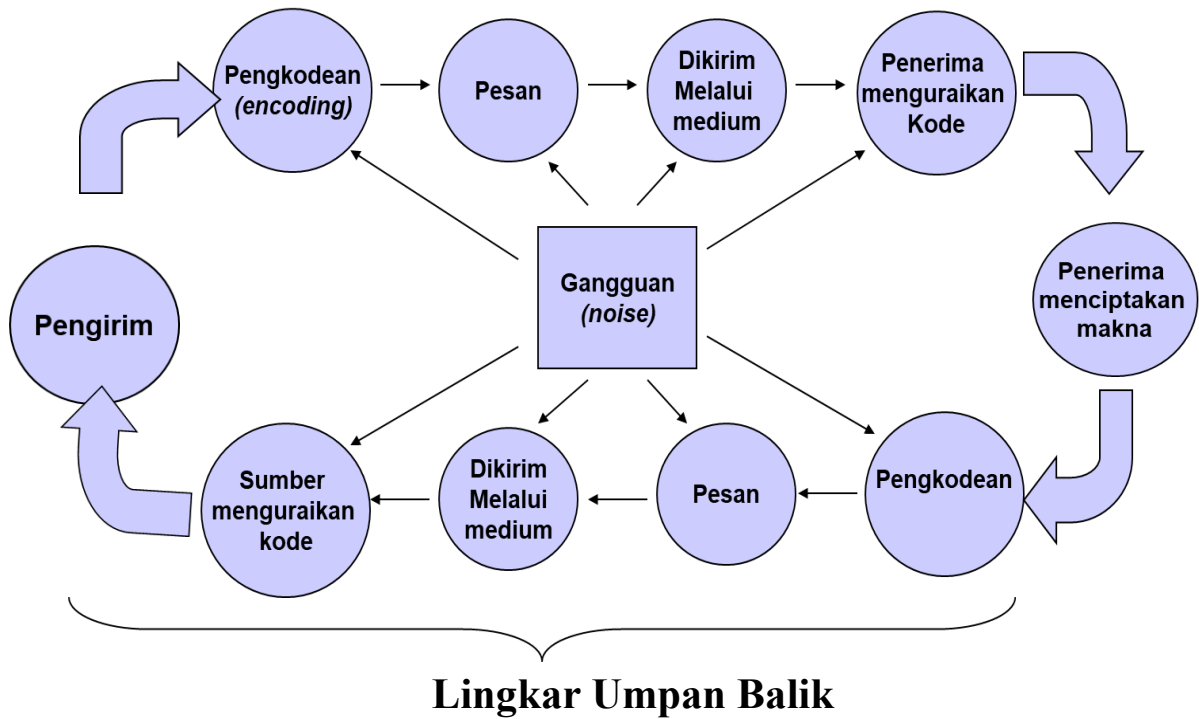 Pengkodean
(encoding)
Pesan
Dikirim
Melalui
medium
Penerima
menguraikan
Kode
Gangguan
(noise)
Pengirim
Penerima
menciptakan
makna
Sumber
menguraikan
kode
Dikirim
Melalui
medium
Pesan
Pengkodean
Lingkar Umpan Balik